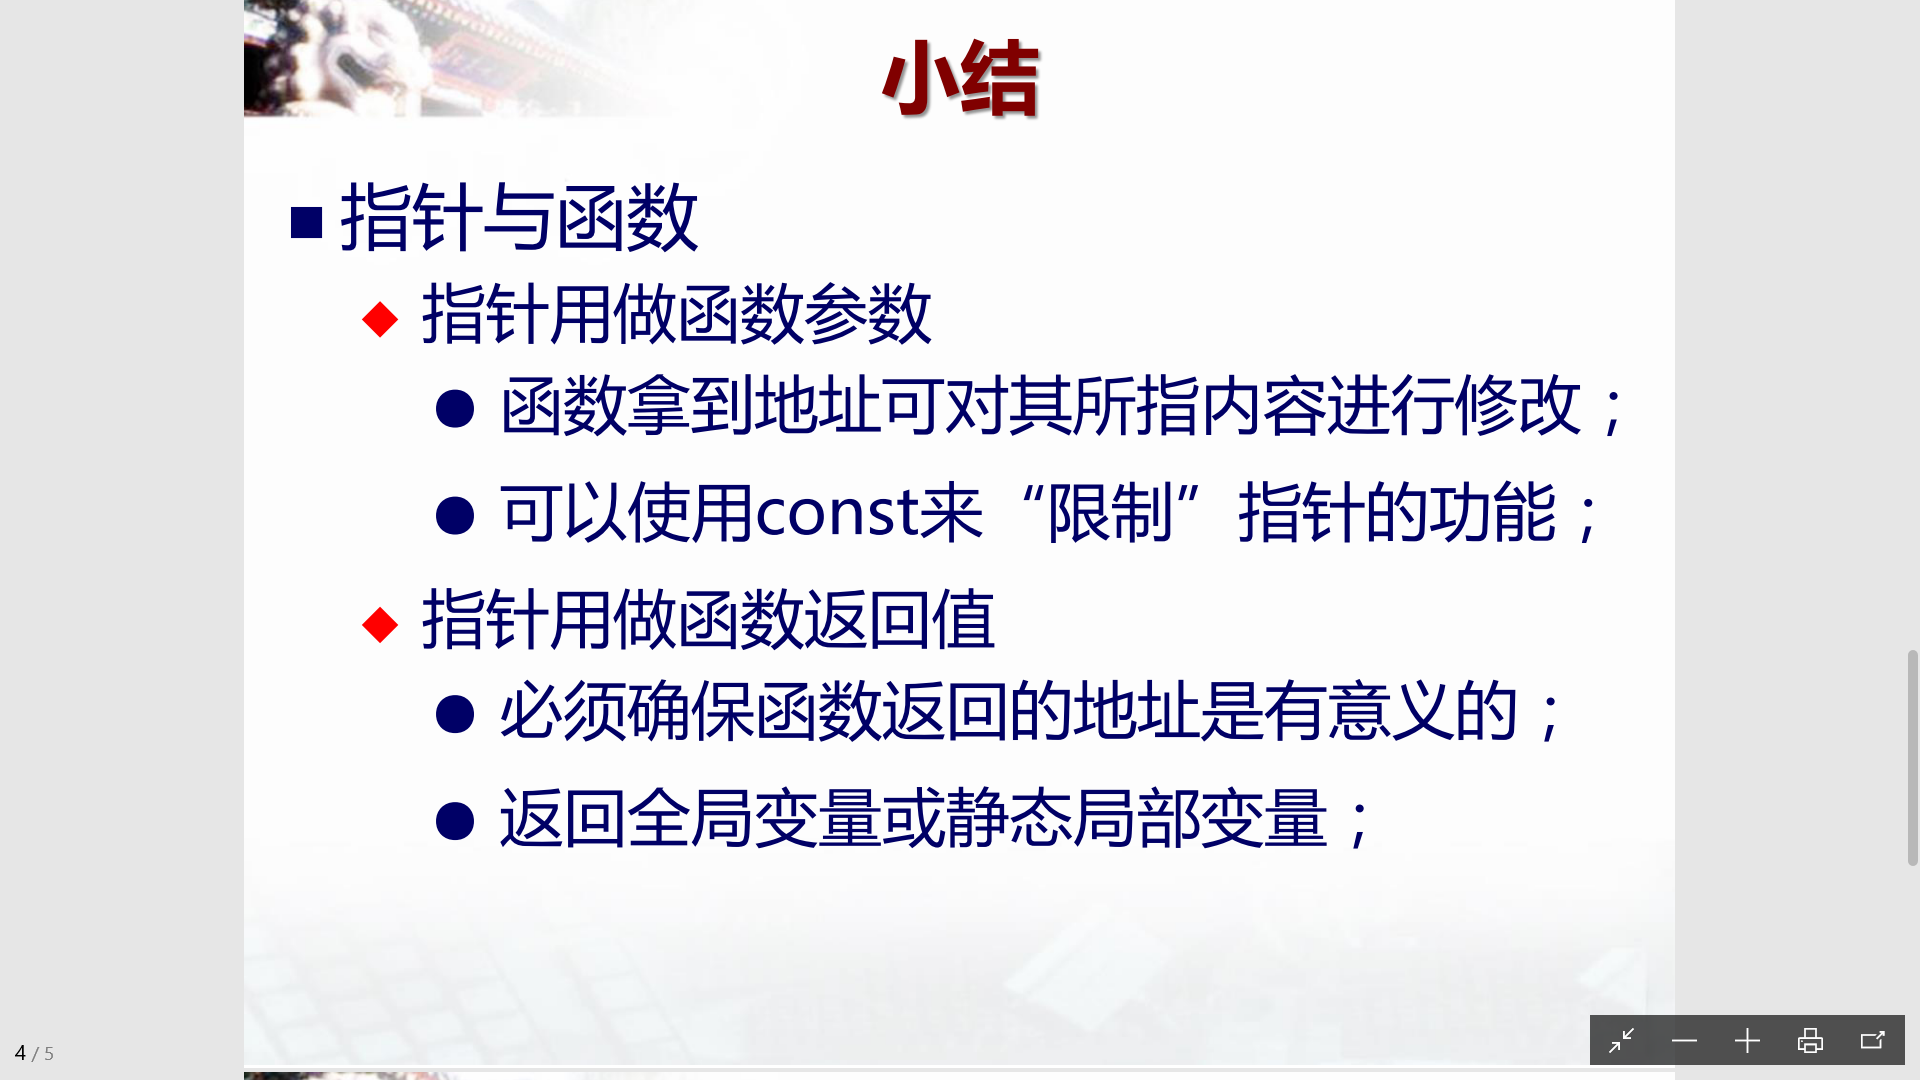 小结
指针与函数
指针用做函数参数
函数拿到地址可对其所指内容进行修改；
可以使用const来“限制”指针的功能；
指针用做函数返回值
必须确保函数返回的地址是有意义的；
返回全局变量或静态局部变量；
4 / 5